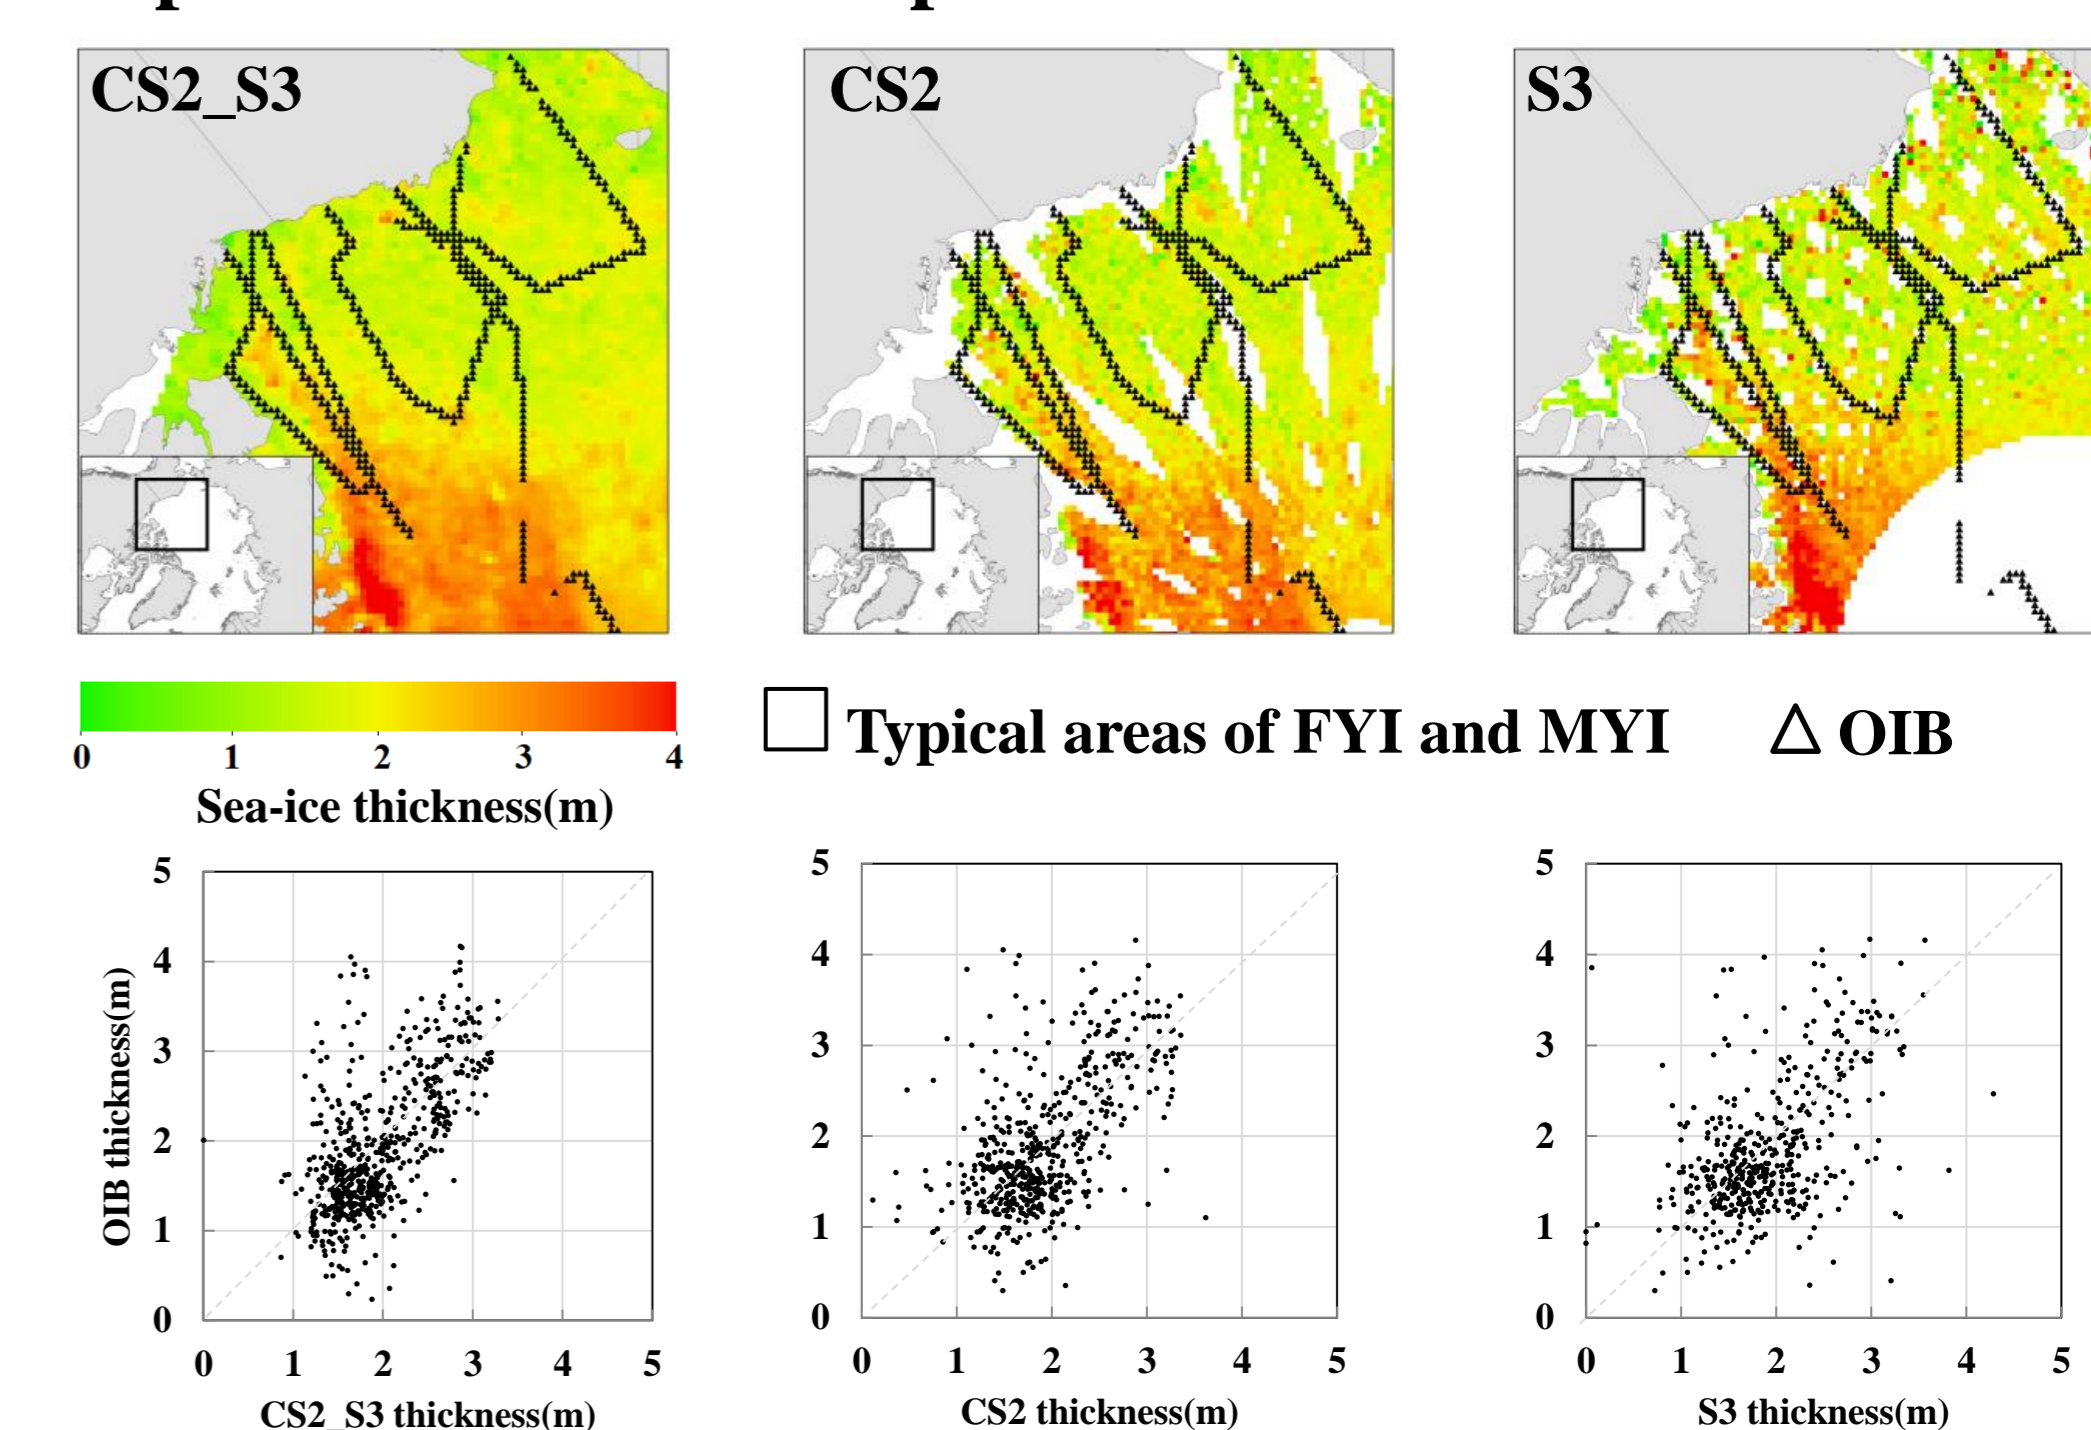 CS2_S3
CS2
S3
0 1 2 3 4
Sea-ice thickness(m)
Typical areas of FYI and MYI
OIB
5
4
3
2
1
0
OIB thickness(m)
0 1 2 3 4 5
CS2_S3 thickness(m)
5
4
3
2
1
0
0 1 2 3 4 5
CS2 thickness(m)
5
4
3
2
1
0
0 1 2 3 4 5
S3 thickness(m)